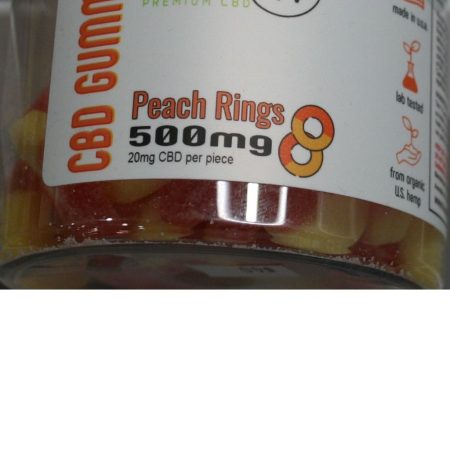 PREMIUM CBD
CBD GUMM
Peach Rings
500mg
20mg CBD per piece
made in usa
lab tested
from organic
U.S. hemp